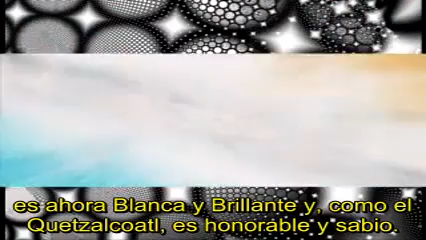 es ahora Blanca y Brillante y, como el
Quetzalcoatl, es honorable y sabio.